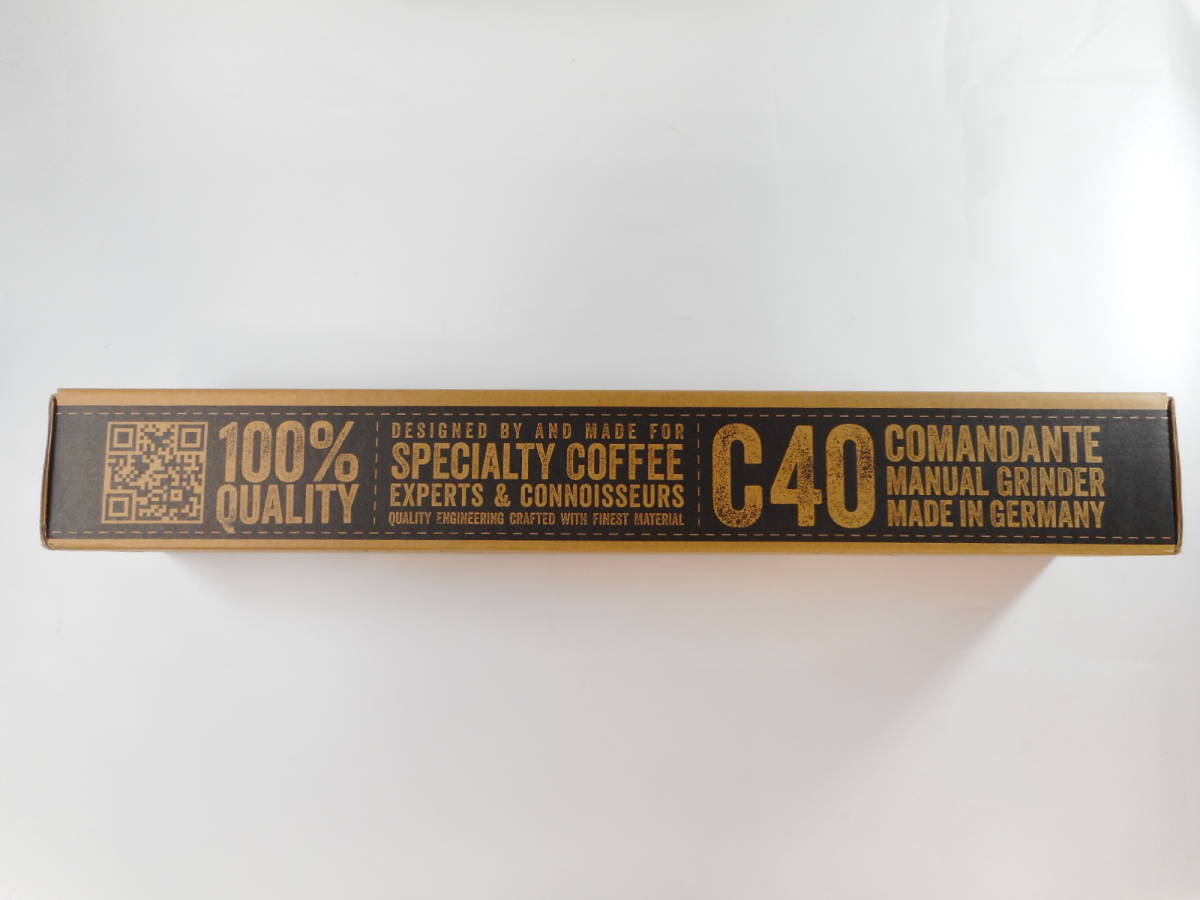 100%
QUALITY
DESIGNED BY AND MADE FOR
SPECIALTY COFFEE
EXPERTS & CONNOISSEURS
QUALITY ENGINEERING CRAFTED WITH FINEST MATERIAL
C40
COMANDANTE
MANUAL GRINDER
MADE IN GERMANY